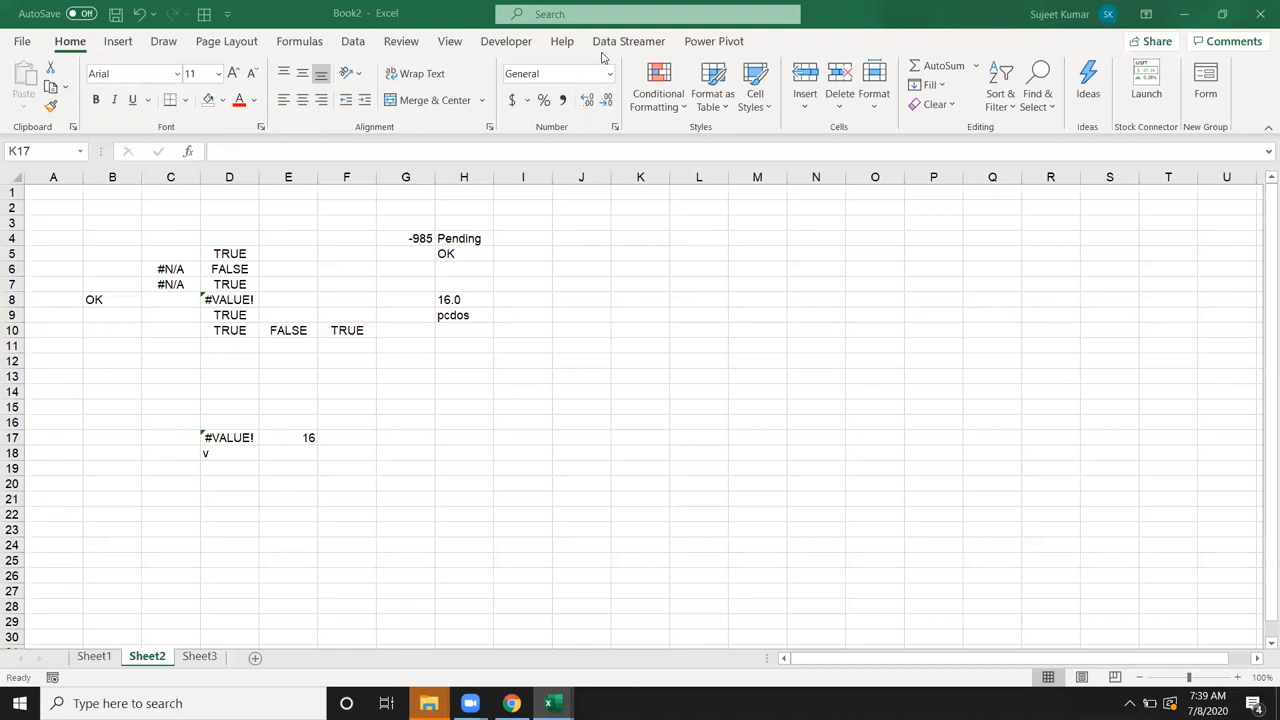 AutoSave Off Book2 - Excel Search Sujeet Kumar SK
File Home Insert Draw Page Layout Formulas Data Review View Developer Help Data Streamer Power Pivot Share Comments
Paste Arial 11 Wrap Text General AutoSum
Conditional Formatting Format as Table Cell Styles Insert Delete Format Fill Sort & Filter Find & Select Ideas Launch Form
B I U Merge & Center $ % Clear
Clipboard Font Alignment Number Styles Cells Editing Ideas Stock Connector New Group
K17 fx
A B C D E F G H I J K L M N O P Q R S T U
1
2
3
4 -985 Pending
5 TRUE OK
6 #N/A FALSE
7 #N/A TRUE
8 OK #VALUE! 16.0
9 TRUE pcdos
10 TRUE FALSE TRUE
11
12
13
14
15
16
17 #VALUE! 16
18 v
19
20
21
22
23
24
25
26
27
28
29
30
Sheet1 Sheet2 Sheet3
Ready 100%
Type here to search 7:39 AM
7/8/2020 4